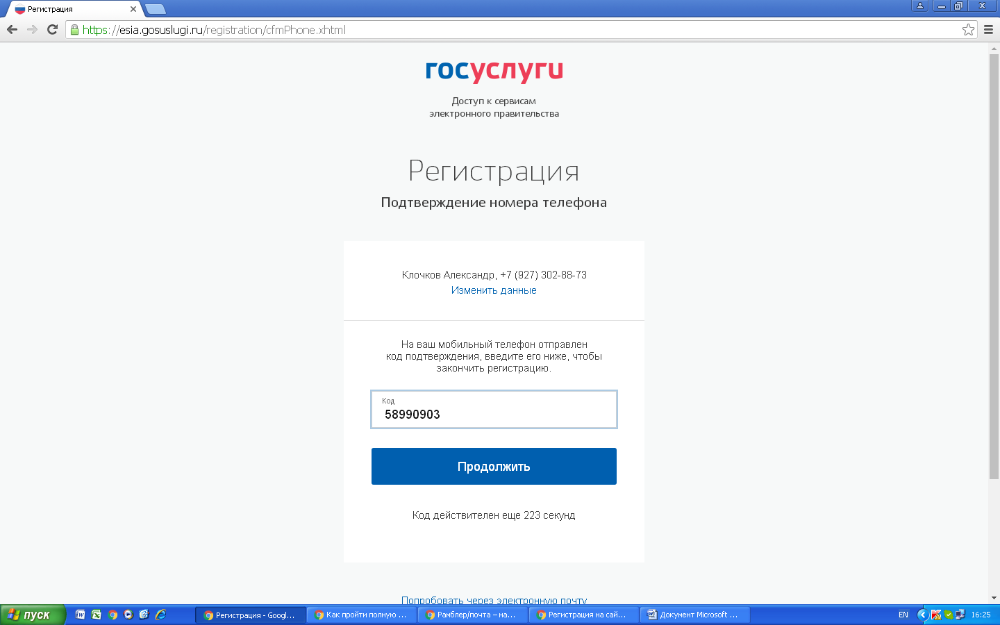 Регистрация
https://esia.gosuslugi.ru/registration/cfmPhone.xhtml
госуслуги
Доступ к сервисам
электронного правительства
Регистрация
Подтверждение номера телефона
Клочков Александр, +7 (927) 302-88-73
Изменить данные
На ваш мобильный телефон отправлен
код подтверждения, введите его ниже, чтобы
закончить регистрацию.
Код
58990903
Продолжить
Код действителен еще 223 секунд
Попробовать через электронную почту
пуск
Регистрация - Googl...
Как пройти полную ...
Рамблер/почта – на...
Регистрация на сай...
Документ Microsoft ...
EN
16:25